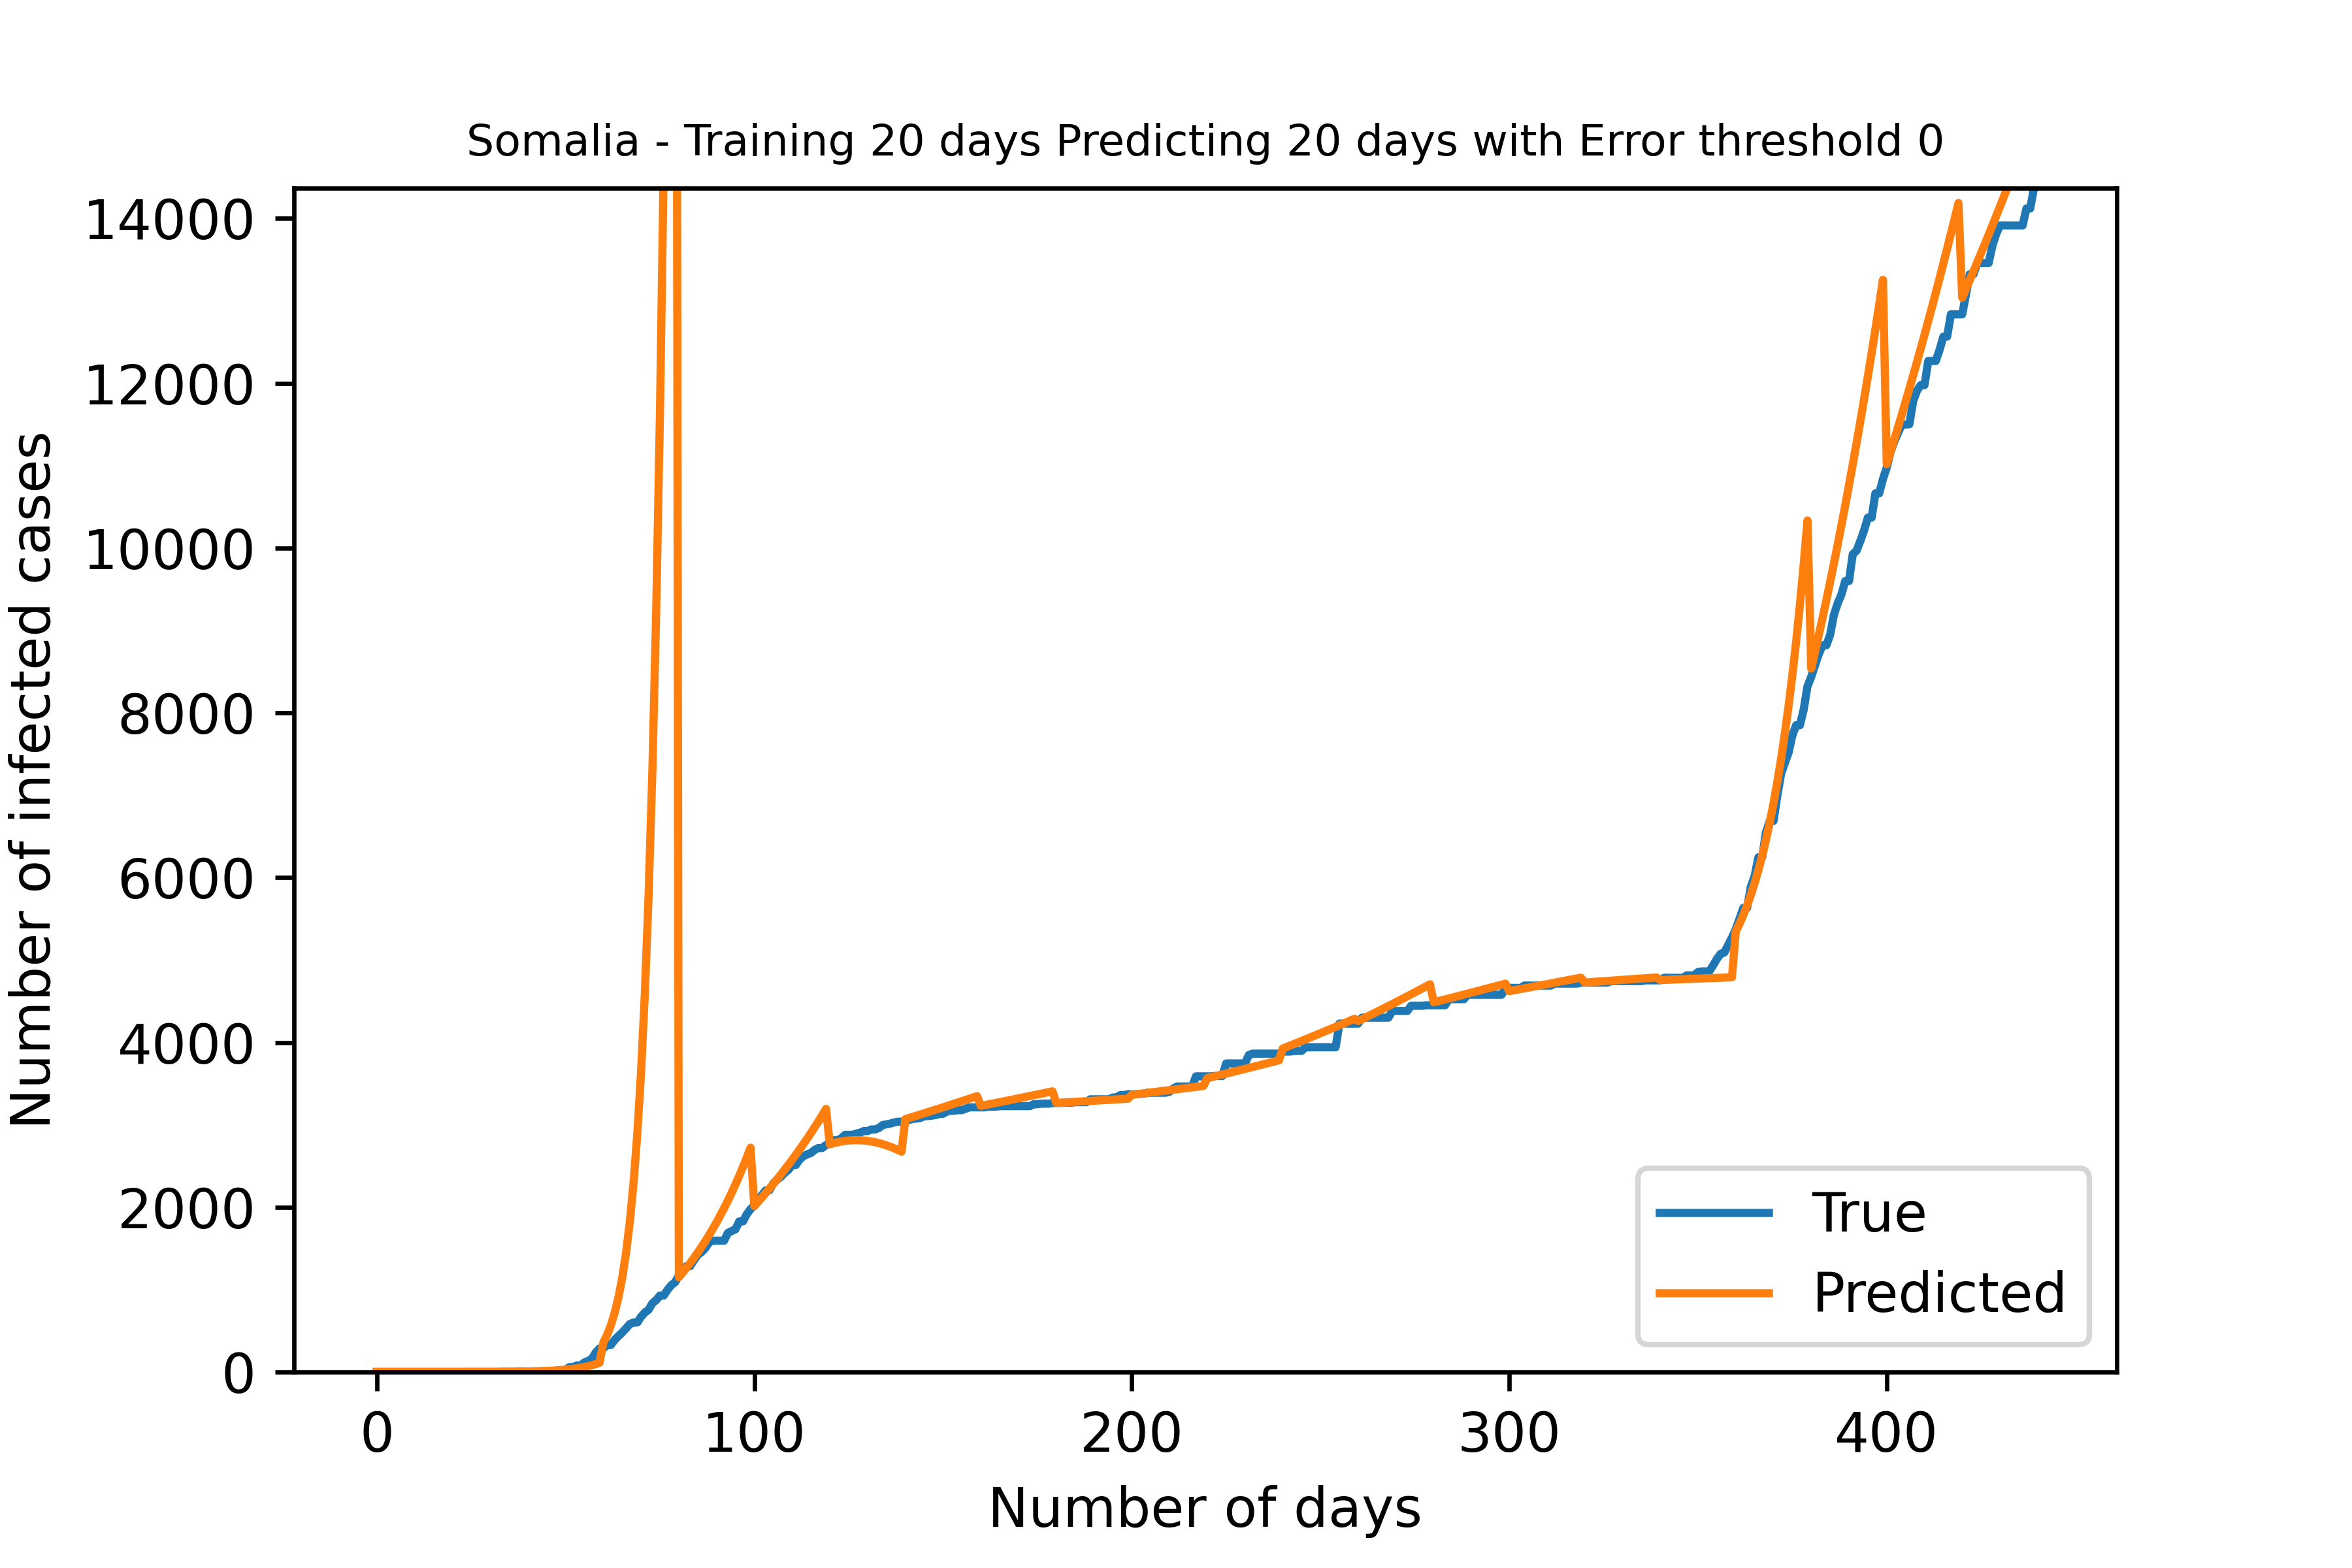 Somalia - Training 20 days Predicting 20 days with Error threshold 0
Number of infected cases
14000
12000
10000
8000
6000
4000
2000
0
0 100 200 300 400
Number of days
True
Predicted